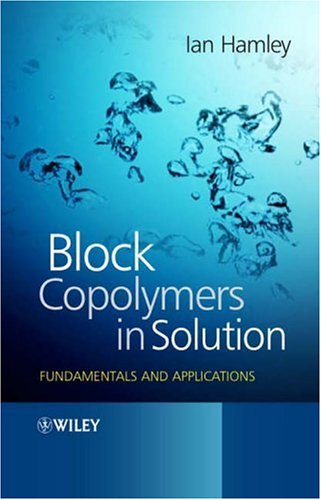 Ian Hamley
Block
Copolymers
in Solution
FUNDAMENTALS AND APPLICATIONS
WILEY